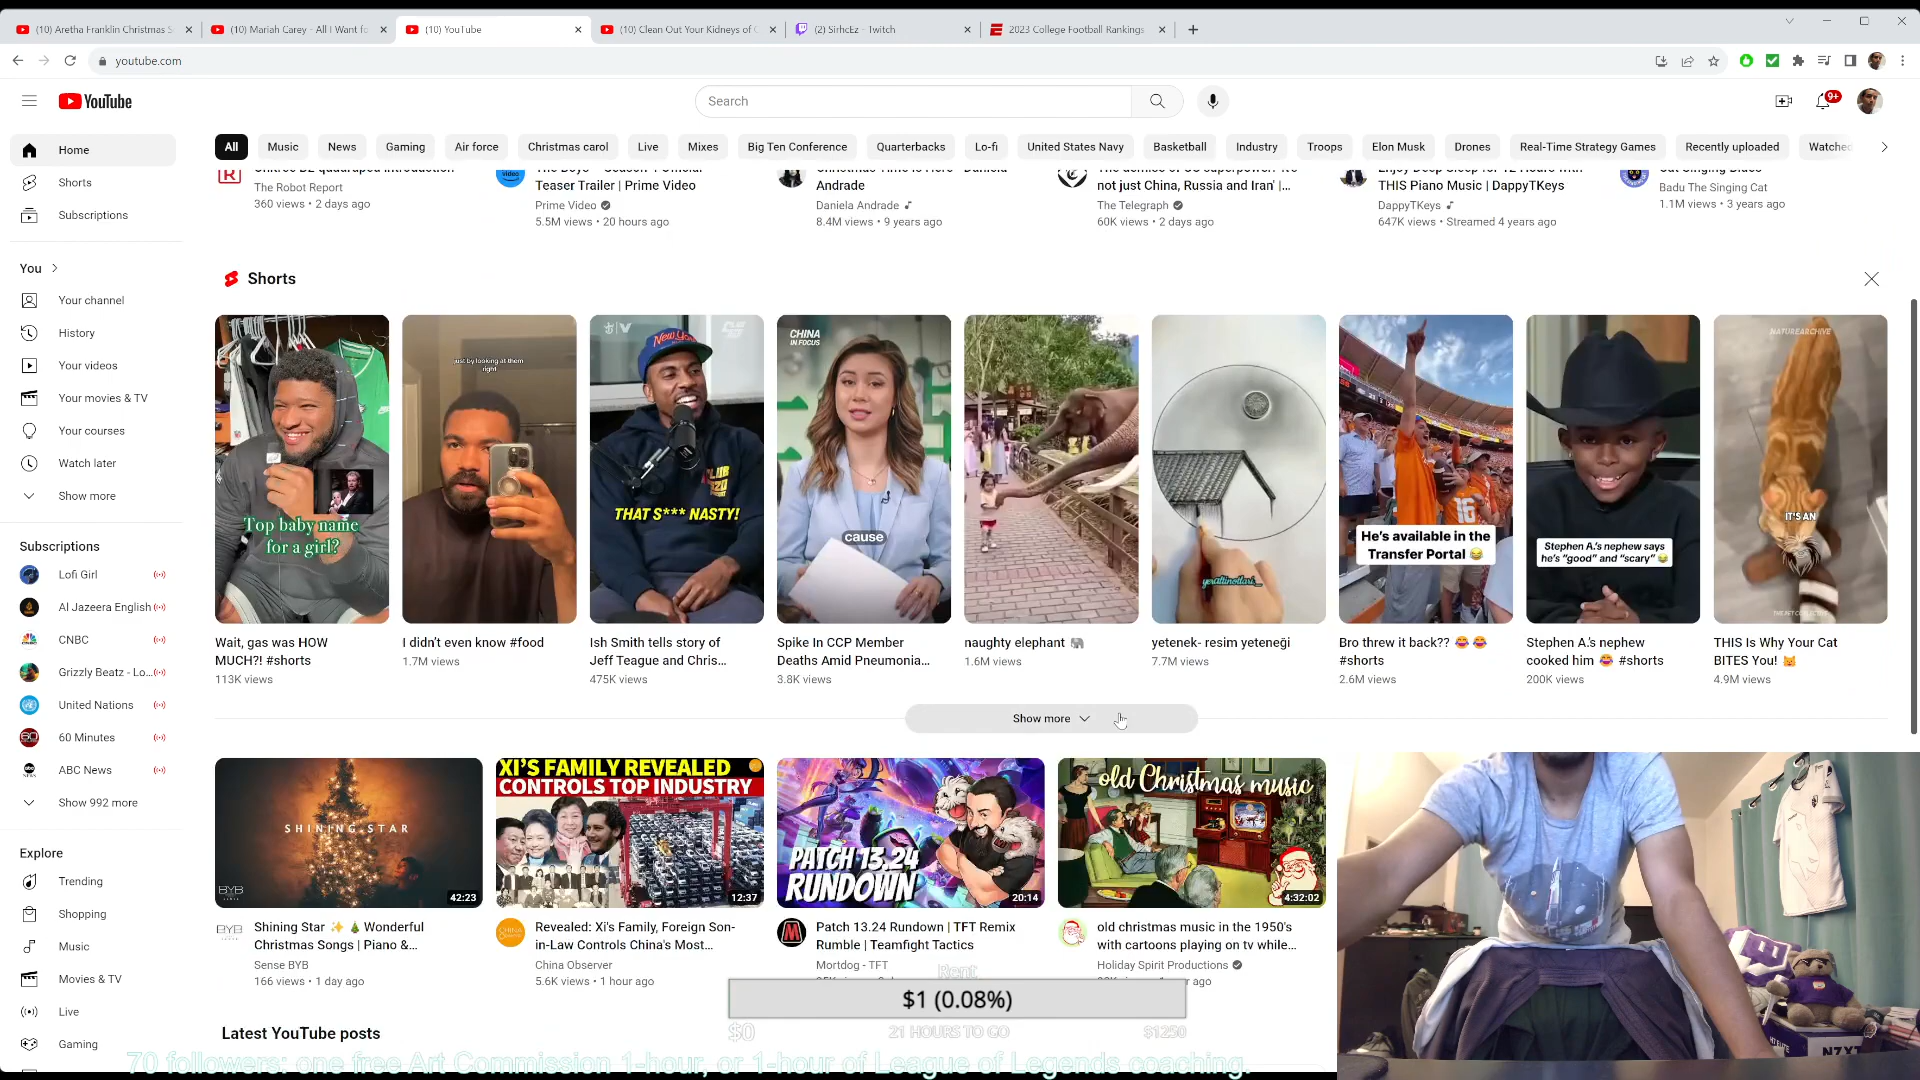 (10) Aretha Franklin Christmas S
(10) Mariah Carey - All I Want fo
(10) YouTube
(10) Clean Out Your Kidneys of C
(2) SirhcEz - Twitch
2023 College Football Rankings
youtube.com
YouTube
Search
9+
All
Music
News
Gaming
Air force
Christmas carol
Live
Mixes
Big Ten Conference
Quarterbacks
Lo-fi
United States Navy
Basketball
Industry
Troops
Elon Musk
Drones
Real-Time Strategy Games
Recently uploaded
Watched
Home
Shorts
Subscriptions
You
Your channel
History
Your videos
Your movies & TV
Your courses
Watch later
Show more
Subscriptions
Lofi Girl
Al Jazeera English
CNBC
Grizzly Beatz - Lo...
United Nations
60 Minutes
ABC News
Show 992 more
Explore
Trending
Shopping
Music
Movies & TV
Live
Gaming
The Robot Report
360 views • 2 days ago
Teaser Trailer | Prime Video
Prime Video
5.5M views • 20 hours ago
Andrade
Daniela Andrade
8.4M views • 9 years ago
not just China, Russia and Iran' |...
The Telegraph
60K views • 2 days ago
THIS Piano Music | DappyTKeys
DappyTKeys
647K views • Streamed 4 years ago
Badu The Singing Cat
1.1M views • 3 years ago
Shorts
Top baby name
for a girl?
just by looking at them
right
New York
THAT S*** NASTY!
CHINA
IN FOCUS
cause
He's available in the
Transfer Portal 😂
16
Stephen A.'s nephew says
he's "good" and "scary" 😂
NATUREARCHIVE
IT'S AN
Wait, gas was HOW
MUCH?! #shorts
113K views
I didn't even know #food
1.7M views
Ish Smith tells story of
Jeff Teague and Chris...
475K views
Spike In CCP Member
Deaths Amid Pneumonia...
3.8K views
naughty elephant 🐘
1.6M views
yetenek- resim yeteneği
7.7M views
Bro threw it back?? 😂 😂
#shorts
2.6M views
Stephen A.'s nephew
cooked him 😂 #shorts
200K views
THIS Is Why Your Cat
BITES You! 😼
4.9M views
Show more
SHINING STAR
BYB
42:23
XI'S FAMILY REVEALED
CONTROLS TOP INDUSTRY
12:37
PATCH 13.24
RUNDOWN
20:14
old Christmas music
4:32:02
Shining Star ✨ 🎄 Wonderful
Christmas Songs | Piano &...
Sense BYB
166 views • 1 day ago
Revealed: Xi's Family, Foreign Son-
in-Law Controls China's Most...
China Observer
5.6K views • 1 hour ago
Patch 13.24 Rundown | TFT Remix
Rumble | Teamfight Tactics
Mortdog - TFT
old christmas music in the 1950's
with cartoons playing on tv while...
Holiday Spirit Productions
Rent
$1 (0.08%)
$0
21 HOURS TO GO
$1250
Latest YouTube posts
70 followers: one free Art Commission 1-hour, or 1-hour of League of Legends coaching.